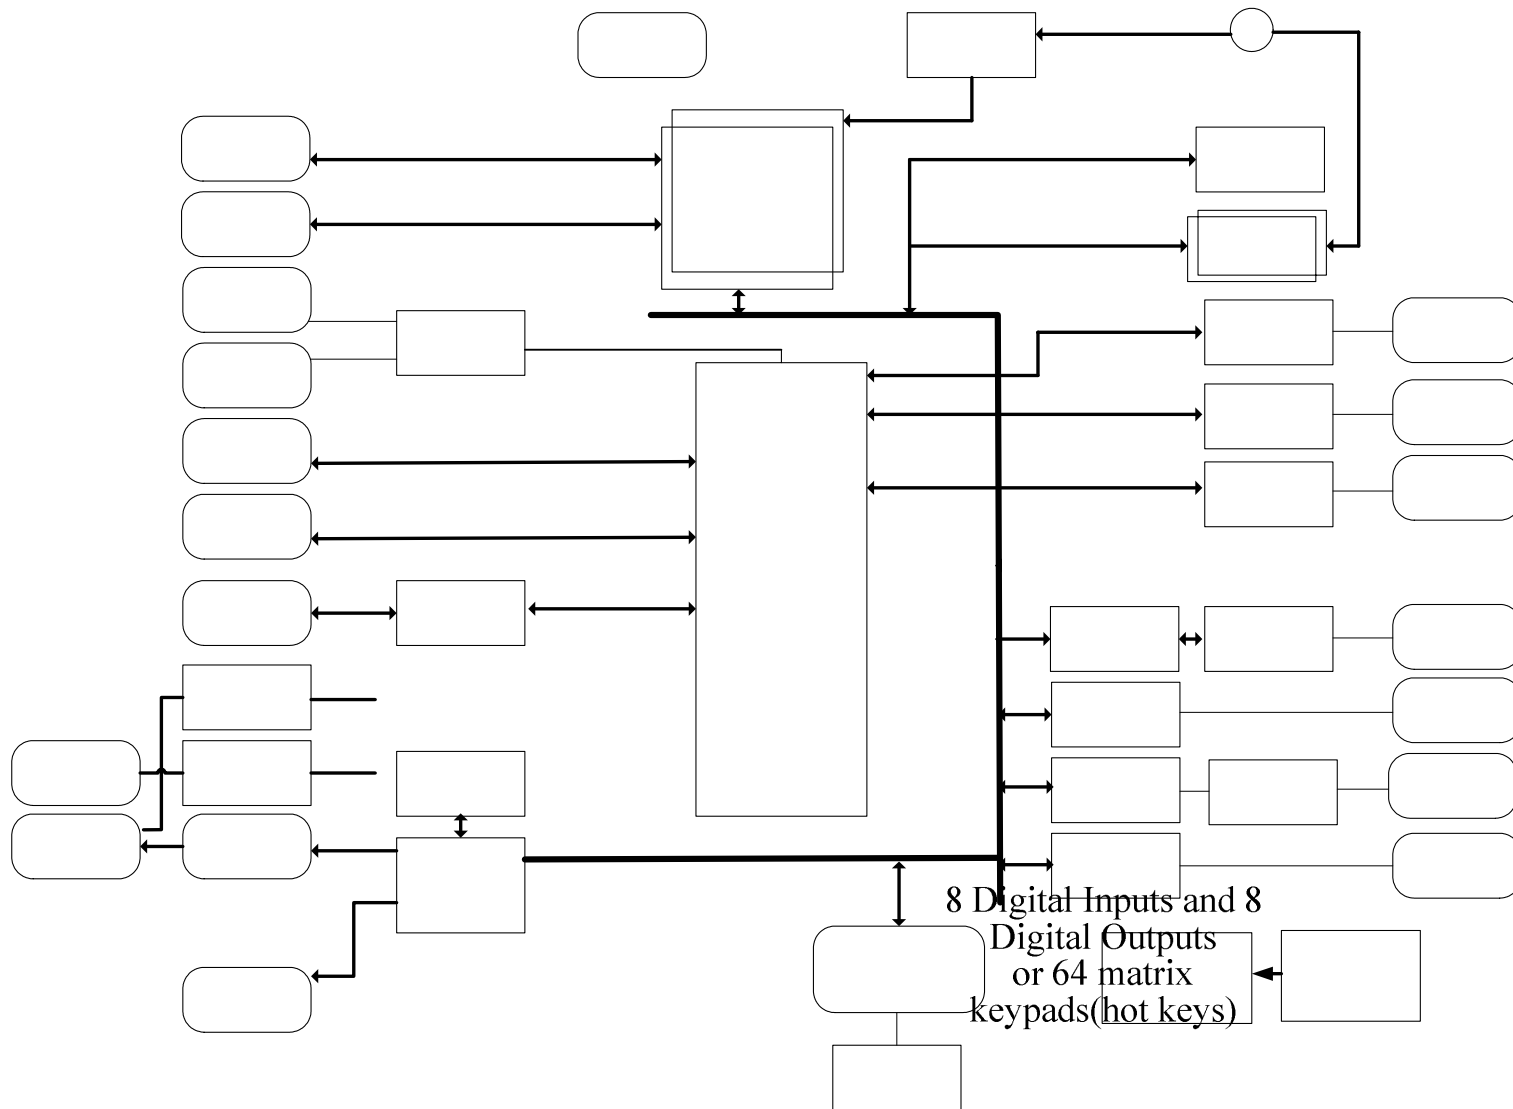 8 Digital Inputs and 8
Digital Outputs
or 64 matrix
keypads(hot keys)